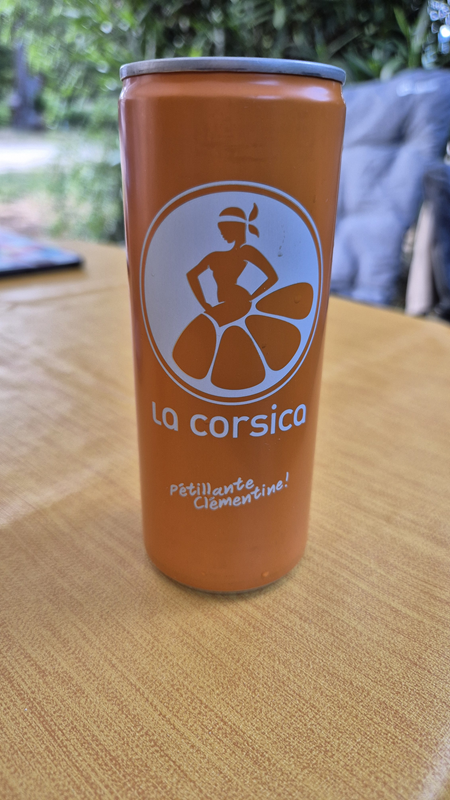 La corsica
Pétillante
Clémentine!